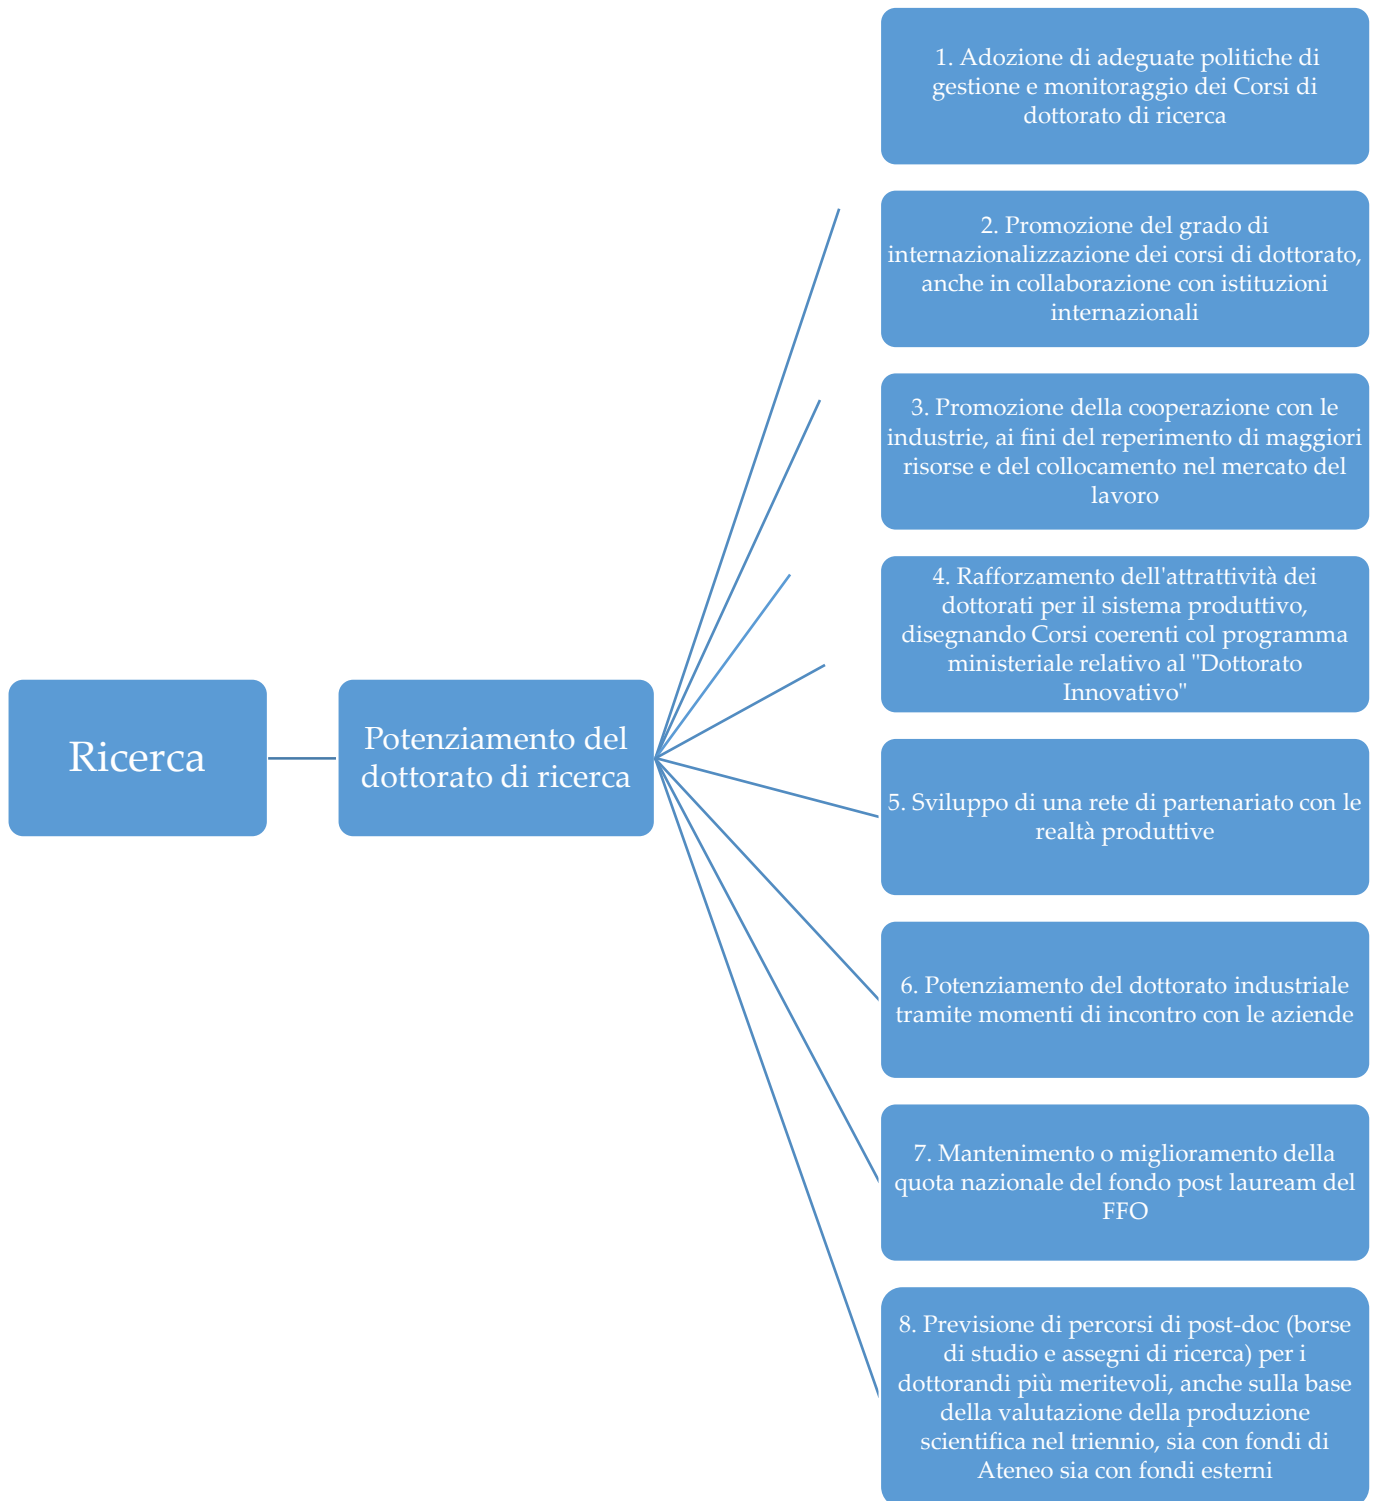 Ricerca
Potenziamento del
dottorato di ricerca
1. Adozione di adeguate politiche di
gestione e monitoraggio dei Corsi di
dottorato di ricerca
2. Promozione del grado di
internazionalizzazione dei corsi di dottorato,
anche in collaborazione con istituzioni
internazionali
3. Promozione della cooperazione con le
industrie, ai fini del reperimento di maggiori
risorse e del collocamento nel mercato del
lavoro
4. Rafforzamento dell'attrattività dei
dottorati per il sistema produttivo,
disegnando Corsi coerenti col programma
ministeriale relativo al "Dottorato
Innovativo"
5. Sviluppo di una rete di partenariato con le
realtà produttive
6. Potenziamento del dottorato industriale
tramite momenti di incontro con le aziende
7. Mantenimento o miglioramento della
quota nazionale del fondo post lauream del
FFO
8. Previsione di percorsi di post-doc (borse
di studio e assegni di ricerca) per i
dottorandi più meritevoli, anche sulla base
della valutazione della produzione
scientifica nel triennio, sia con fondi di
Ateneo sia con fondi esterni